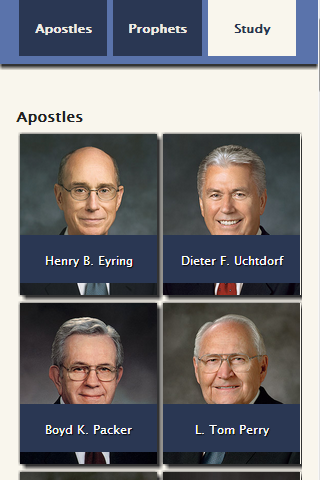 Apostles
Prophets
Study
Apostles
Henry B. Eyring
Dieter F. Uchtdorf
Boyd K. Packer
L. Tom Perry